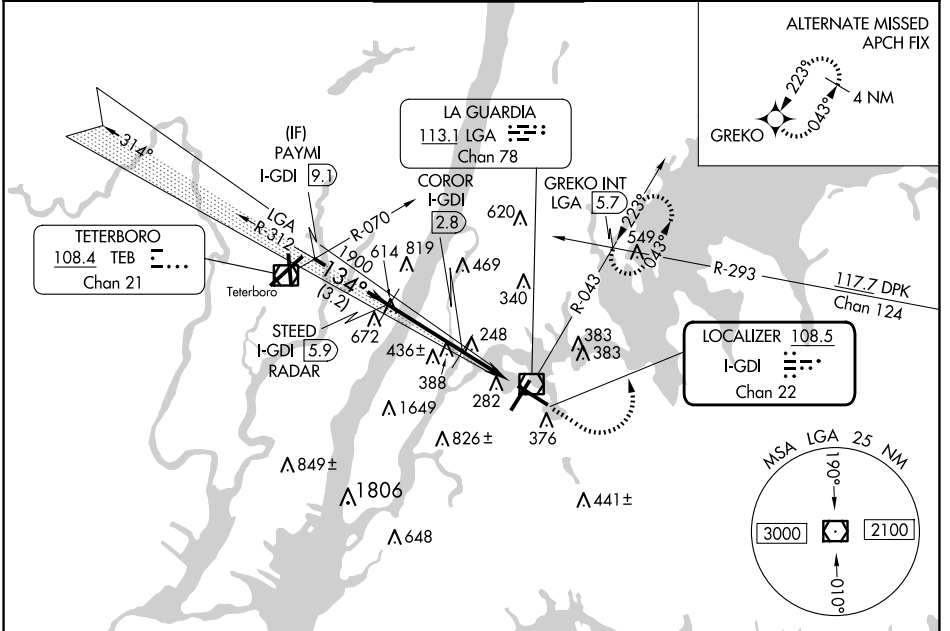 ALTERNATE MISSED
APCH FIX
223°
4 NM
043°
GREKO
LA GUARDIA
113.1 LGA
Chan 78
(IF)
PAYMI
I-GDI 9.1
314°
LGA
R-312
R-070
1900
134°
(3.2)
COROR
I-GDI
2.8
GREKO INT
LGA 5.7
223°
043°
549
620
TETERBORO
108.4 TEB
Chan 21
Teterboro
614
819
469
340
R-043
R-293
117.7 DPK
Chan 124
STEED
I-GDI 5.9
RADAR
672
436±
388
248
383
383
LOCALIZER 108.5
I-GDI
Chan 22
282
376
1649
826±
849±
1806
648
441±
MSA LGA 25 NM
190°
3000
2100
010°